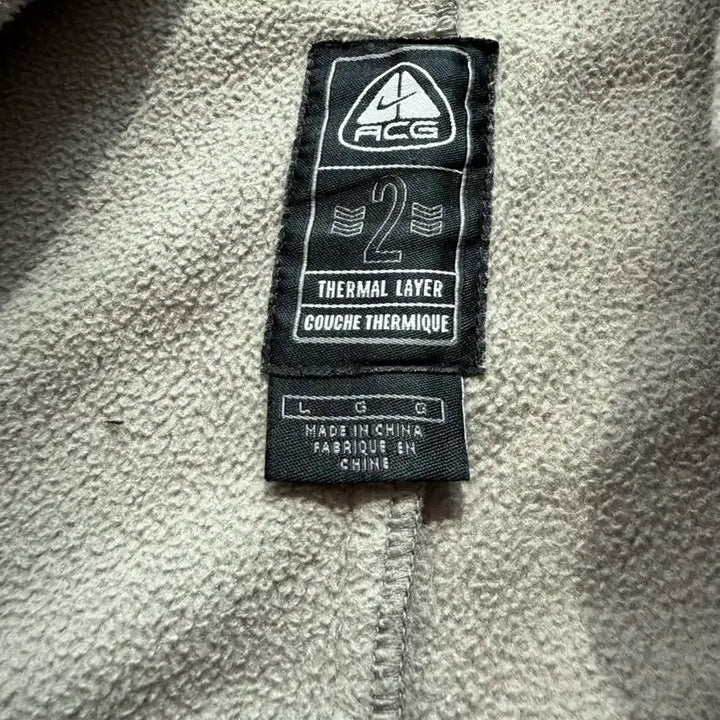 ACG
2
THERMAL LAYER
COUCHE THERMIQUE
L G G
MADE IN CHINA
FABRIQUE EN
CHINE